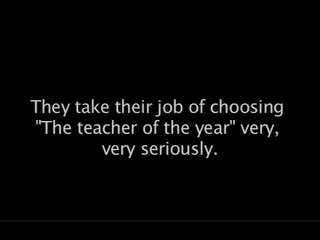 They take their job of choosing
"The teacher of the year" very,
very seriously.